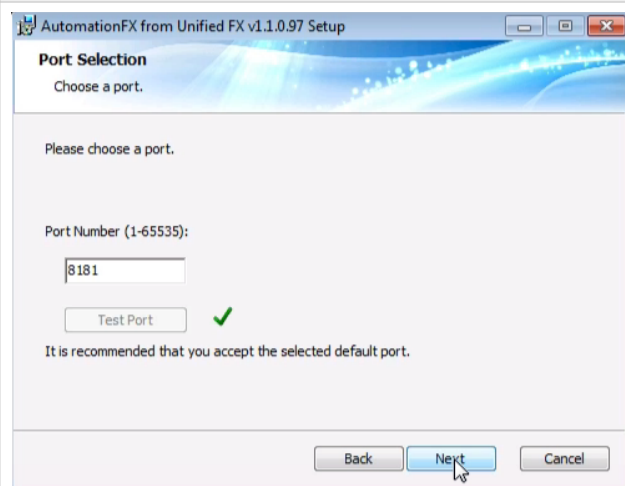 AutomationFX from Unified FX v1.1.0.97 Setup
Port Selection
Choose a port.
Please choose a port.
Port Number (1-65535):
8181
Test Port
It is recommended that you accept the selected default port.
Back Next Cancel